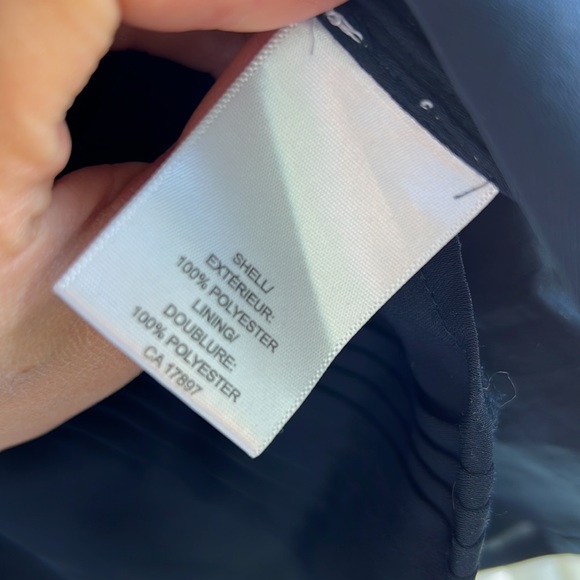 SHELL/
EXTÉRIEUR:
100% POLYESTER
LINING/
DOUBLURE:
100% POLYESTER
CA 17897